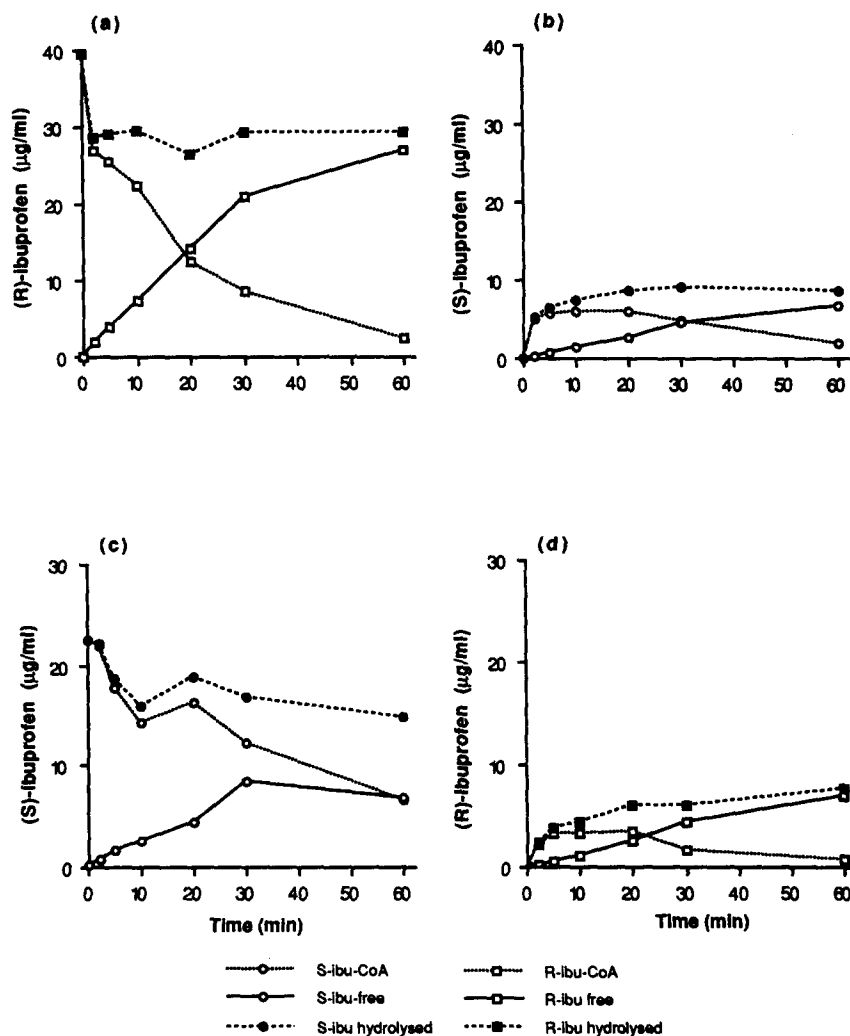 (a)
(b)
40
30
20
10
0
(R)-Ibuprofen (µg/ml)
0 10 20 30 40 50 60
40
30
20
10
0
(S)-Ibuprofen (µg/ml)
0 10 20 30 40 50 60
(c)
(d)
30
20
10
0
(S)-Ibuprofen (µg/ml)
0 10 20 30 40 50 60
Time (min)
30
20
10
0
(R)-Ibuprofen (µg/ml)
0 10 20 30 40 50 60
Time (min)
S-ibu-CoA
R-ibu-CoA
S-ibu-free
R-ibu free
S-ibu hydrolysed
R-ibu hydrolysed